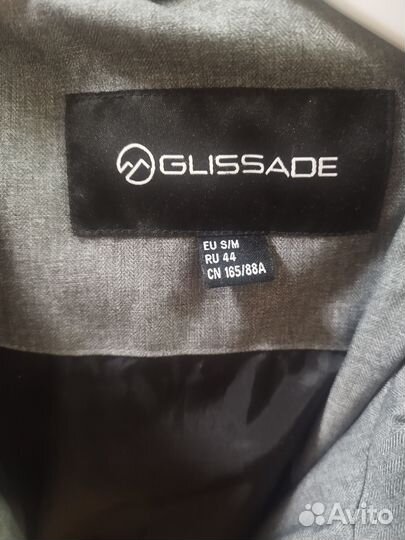 GLISSADE
EU S/M
RU 44
CN 165/88A
Avito